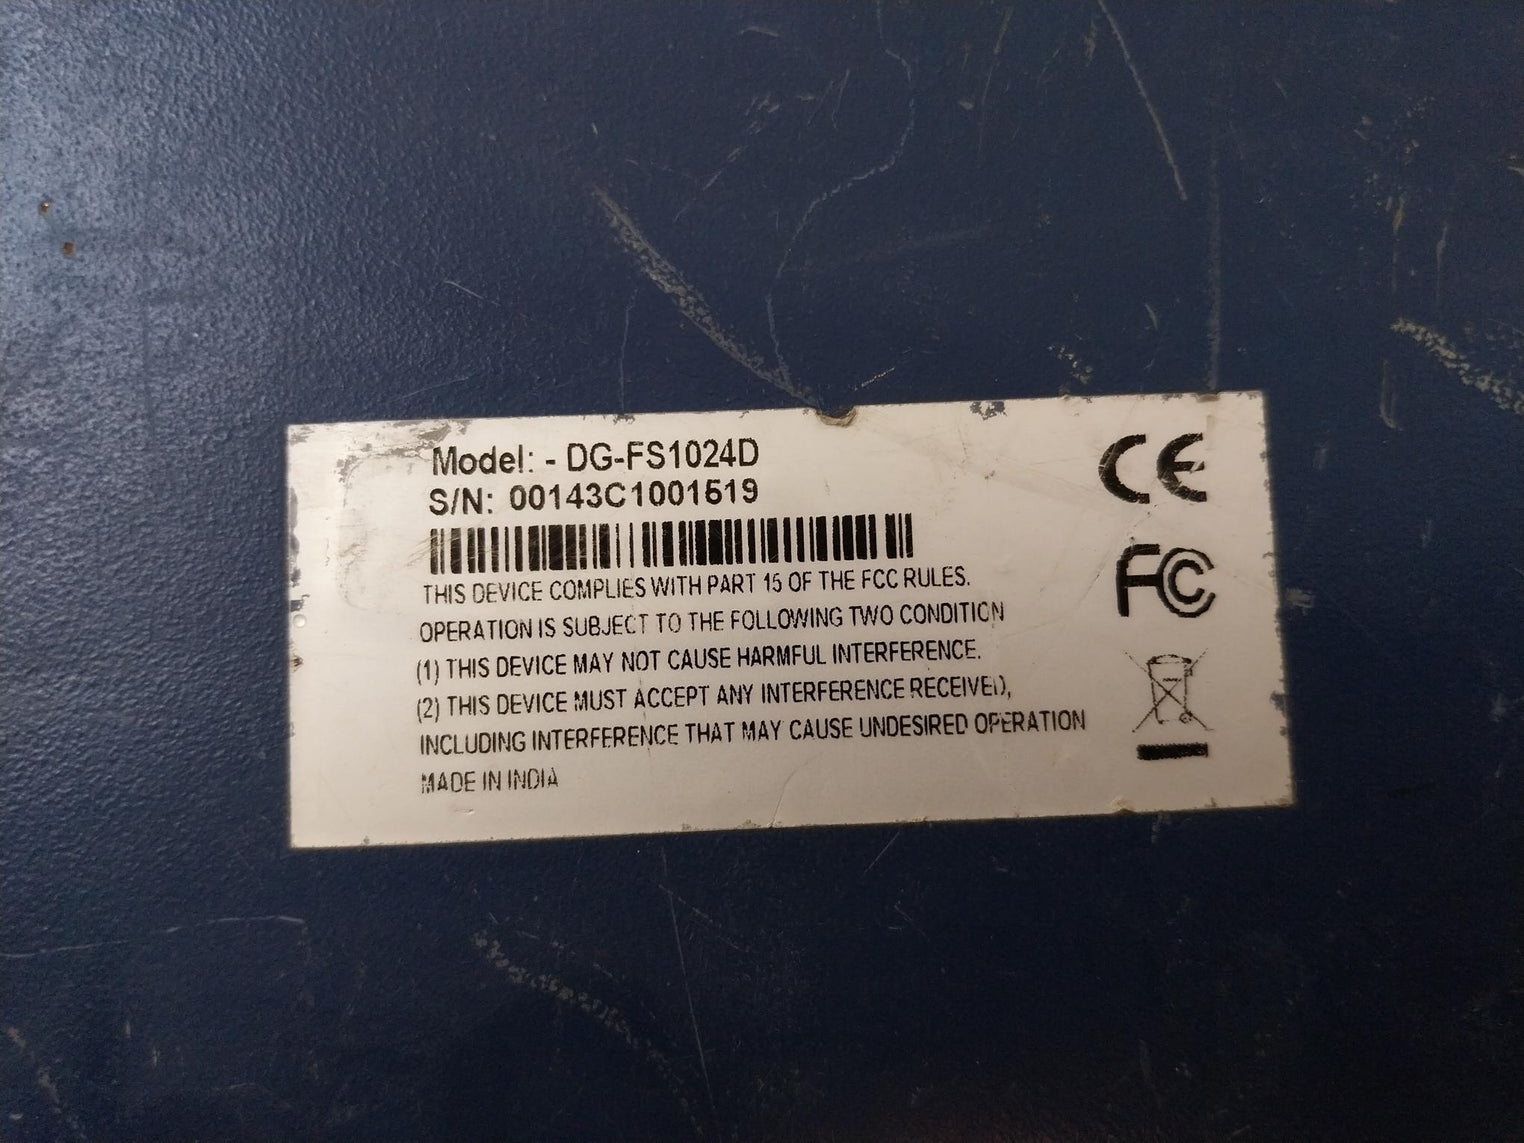 Model: - DG-FS1024D
S/N: 00143C1001619
THIS DEVICE COMPLIES WITH PART 15 OF THE FCC RULES.
OPERATION IS SUBJECT TO THE FOLLOWING TWO CONDITION
(1) THIS DEVICE MAY NOT CAUSE HARMFUL INTERFERENCE.
(2) THIS DEVICE MUST ACCEPT ANY INTERFERENCE RECEIVED,
INCLUDING INTERFERENCE THAT MAY CAUSE UNDESIRED OPERATION
MADE IN INDIA
CE
FC